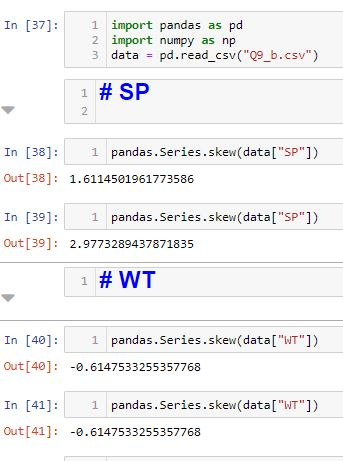 In [37]:
1 import pandas as pd
2 import numpy as np
3 data = pd.read_csv("Q9_b.csv")
1 # SP
2
In [38]: 1 pandas.Series.skew(data["SP"])
Out[38]: 1.6114501961773586
In [39]: 1 pandas.Series.skew(data["SP"])
Out[39]: 2.9773289437871835
1 # WT
In [40]: 1 pandas.Series.skew(data["WT"])
Out[40]: -0.6147533255357768
In [41]: 1 pandas.Series.skew(data["WT"])
Out[41]: -0.6147533255357768